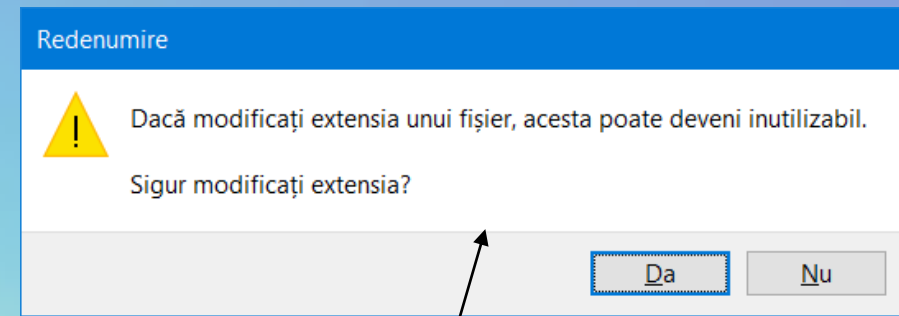 Redenumire
!
Dacă modificați extensia unui fișier, acesta poate deveni inutilizabil.
Sigur modificați extensia?
Da Nu